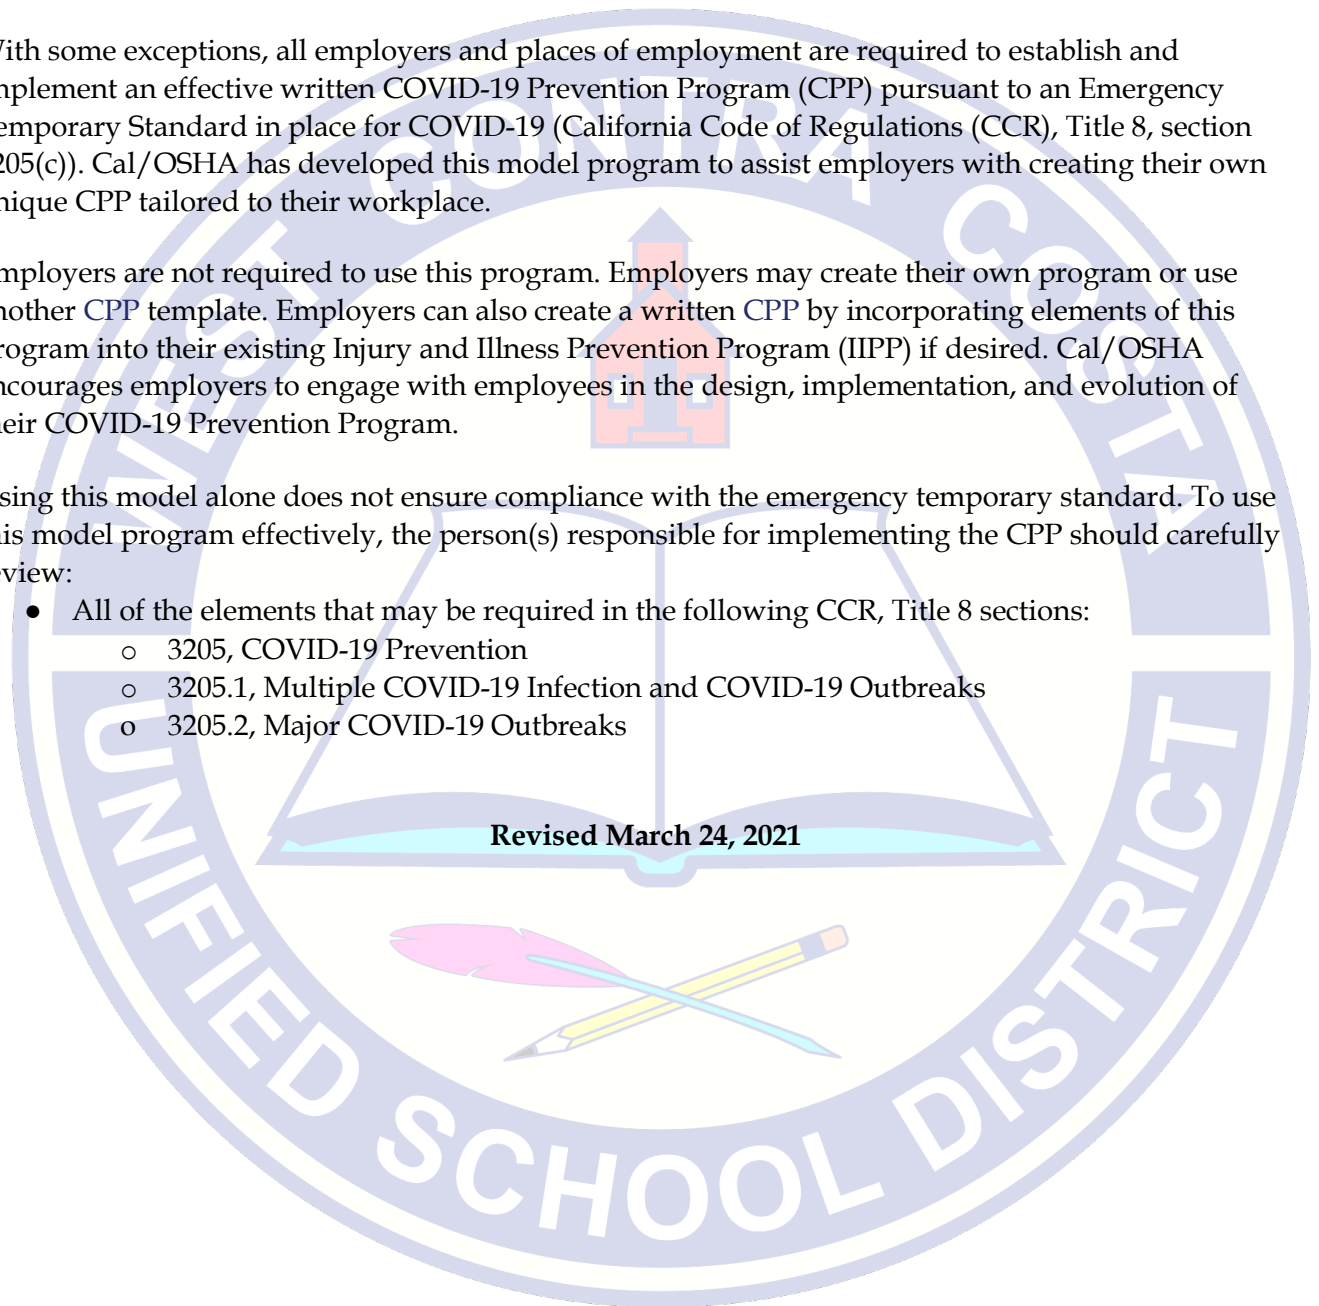 ith some exceptions, all employers and places of employment are required to establish and
mplement an effective written COVID-19 Prevention Program (CPP) pursuant to an Emergency
emporary Standard in place for COVID-19 (California Code of Regulations (CCR), Title 8, section
205(c)). Cal/OSHA has developed this model program to assist employers with creating their own
nique CPP tailored to their workplace.
mployers are not required to use this program. Employers may create their own program or use
nother CPP template. Employers can also create a written CPP by incorporating elements of this
rogram into their existing Injury and Illness Prevention Program (IIPP) if desired. Cal/OSHA
ncourages employers to engage with employees in the design, implementation, and evolution of
heir COVID-19 Prevention Program.
sing this model alone does not ensure compliance with the emergency temporary standard. To use
his model program effectively, the person(s) responsible for implementing the CPP should carefully
eview:
● All of the elements that may be required in the following CCR, Title 8 sections:
o 3205, COVID-19 Prevention
o 3205.1, Multiple COVID-19 Infection and COVID-19 Outbreaks
o 3205.2, Major COVID-19 Outbreaks
Revised March 24, 2021
WEST CONTRA COSTA
UNIFIED SCHOOL DISTRICT